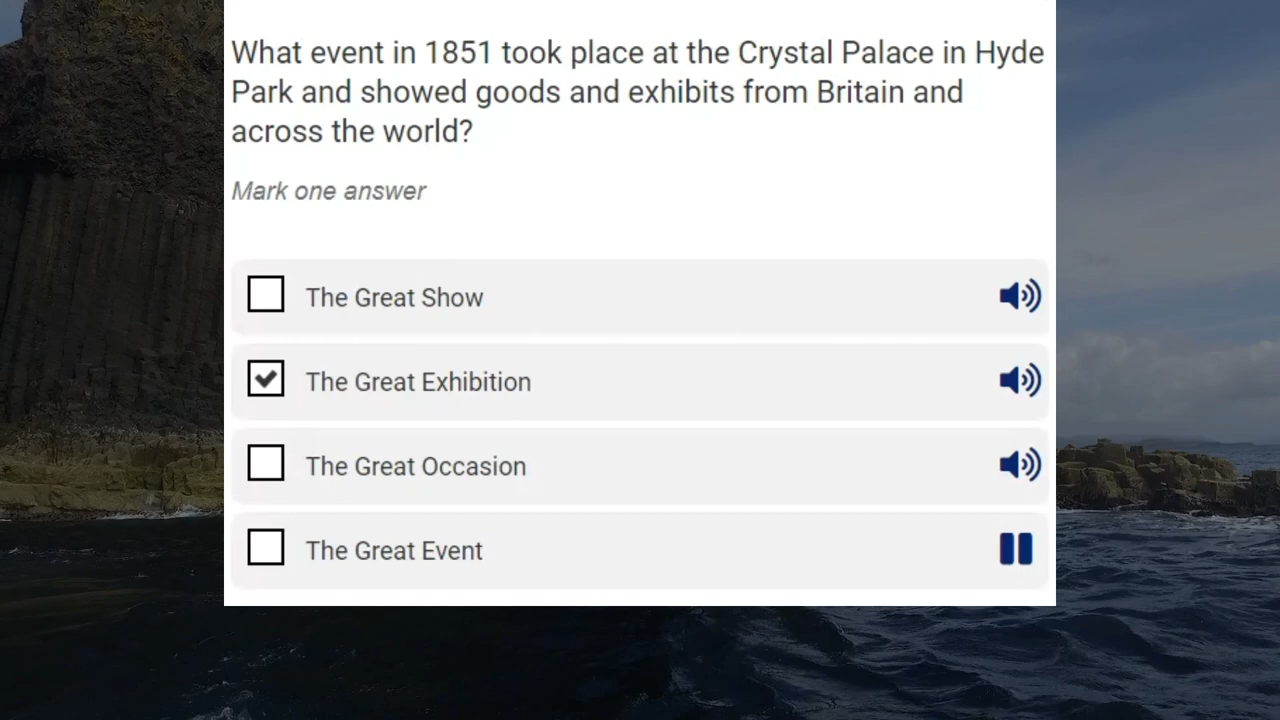 What event in 1851 took place at the Crystal Palace in Hyde
Park and showed goods and exhibits from Britain and
across the world?
Mark one answer
The Great Show
The Great Exhibition
The Great Occasion
The Great Event